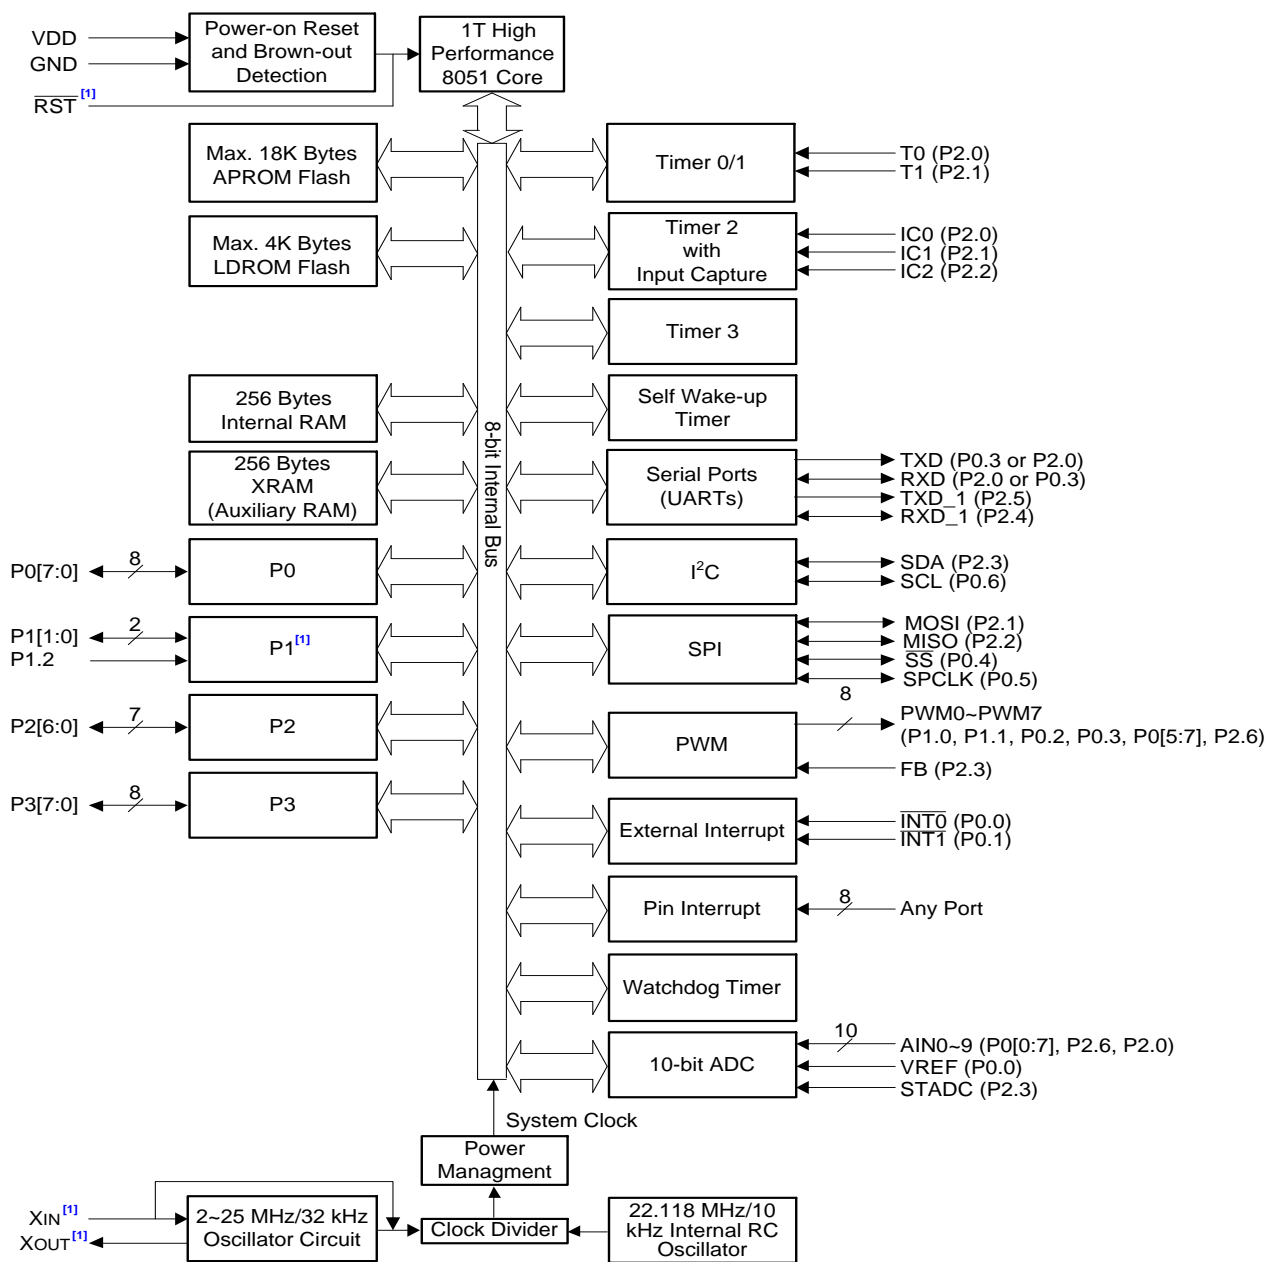 VDD
GND
RST [1]
Power-on Reset
and Brown-out
Detection
1T High
Performance
8051 Core
Max. 18K Bytes
APROM Flash
Max. 4K Bytes
LDROM Flash
256 Bytes
Internal RAM
256 Bytes
XRAM
(Auxiliary RAM)
P0[7:0]
8
P0
P1[1:0]
2
P1.2
P1[1]
P2[6:0]
7
P2
P3[7:0]
8
P3
8-bit Internal Bus
Timer 0/1
T0 (P2.0)
T1 (P2.1)
Timer 2
with
Input Capture
IC0 (P2.0)
IC1 (P2.1)
IC2 (P2.2)
Timer 3
Self Wake-up
Timer
Serial Ports
(UARTs)
TXD (P0.3 or P2.0)
RXD (P2.0 or P0.3)
TXD_1 (P2.5)
RXD_1 (P2.4)
I²C
SDA (P2.3)
SCL (P0.6)
SPI
MOSI (P2.1)
MISO (P2.2)
SS (P0.4)
SPCLK (P0.5)
PWM
8
PWM0~PWM7
(P1.0, P1.1, P0.2, P0.3, P0[5:7], P2.6)
FB (P2.3)
External Interrupt
INT0 (P0.0)
INT1 (P0.1)
Pin Interrupt
8
Any Port
Watchdog Timer
10-bit ADC
10
AIN0~9 (P0[0:7], P2.6, P2.0)
VREF (P0.0)
STADC (P2.3)
System Clock
Power
Managment
XIN[1]
XOUT[1]
2~25 MHz/32 kHz
Oscillator Circuit
Clock Divider
22.118 MHz/10
kHz Internal RC
Oscillator